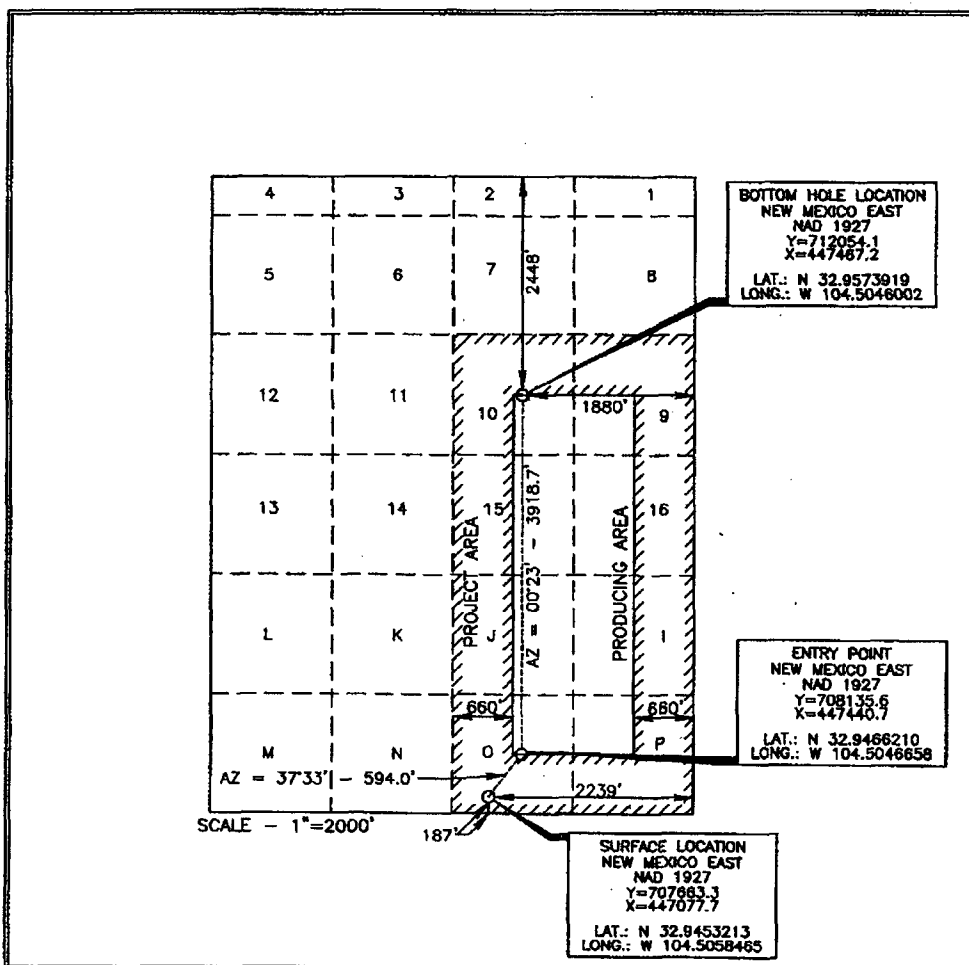 4 3 2 1
BOTTOM HOLE LOCATION
NEW MEXICO EAST
NAD 1927
Y=712054.1
X=447467.2
LAT.: N 32.9573919
LONG.: W 104.5046002
5 6 7 8
2448'
12 11 10 9
1880'
13 14 15 16
PROJECT AREA
AZ = 00°23' - 3918.7'
PRODUCING AREA
L K J I
ENTRY POINT
NEW MEXICO EAST
NAD 1927
Y=708135.6
X=447440.7
LAT.: N 32.9466210
LONG.: W 104.5046658
660' 660'
M N O P
AZ = 37°33' - 594.0'
2239'
SCALE - 1"=2000'
187'
SURFACE LOCATION
NEW MEXICO EAST
NAD 1927
Y=707663.3
X=447077.7
LAT.: N 32.9453213
LONG.: W 104.5058465